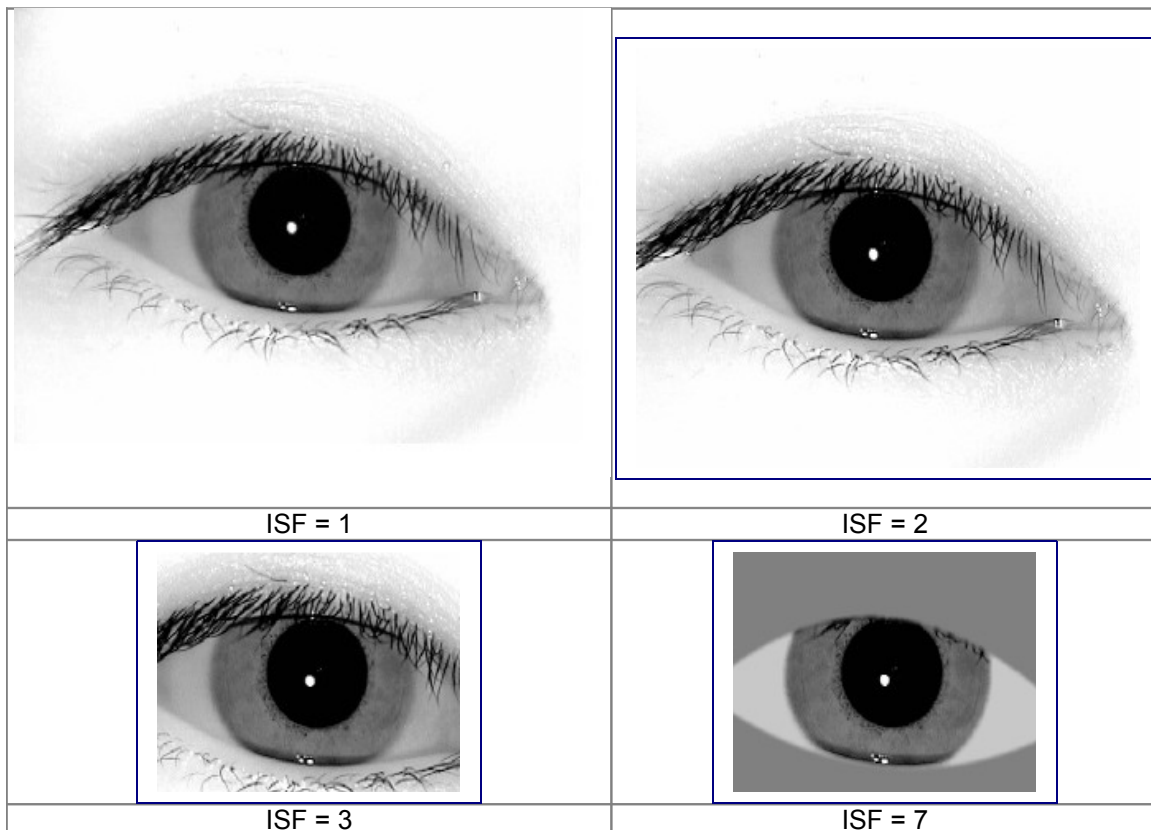 ISF = 1
ISF = 2
ISF = 3
ISF = 7